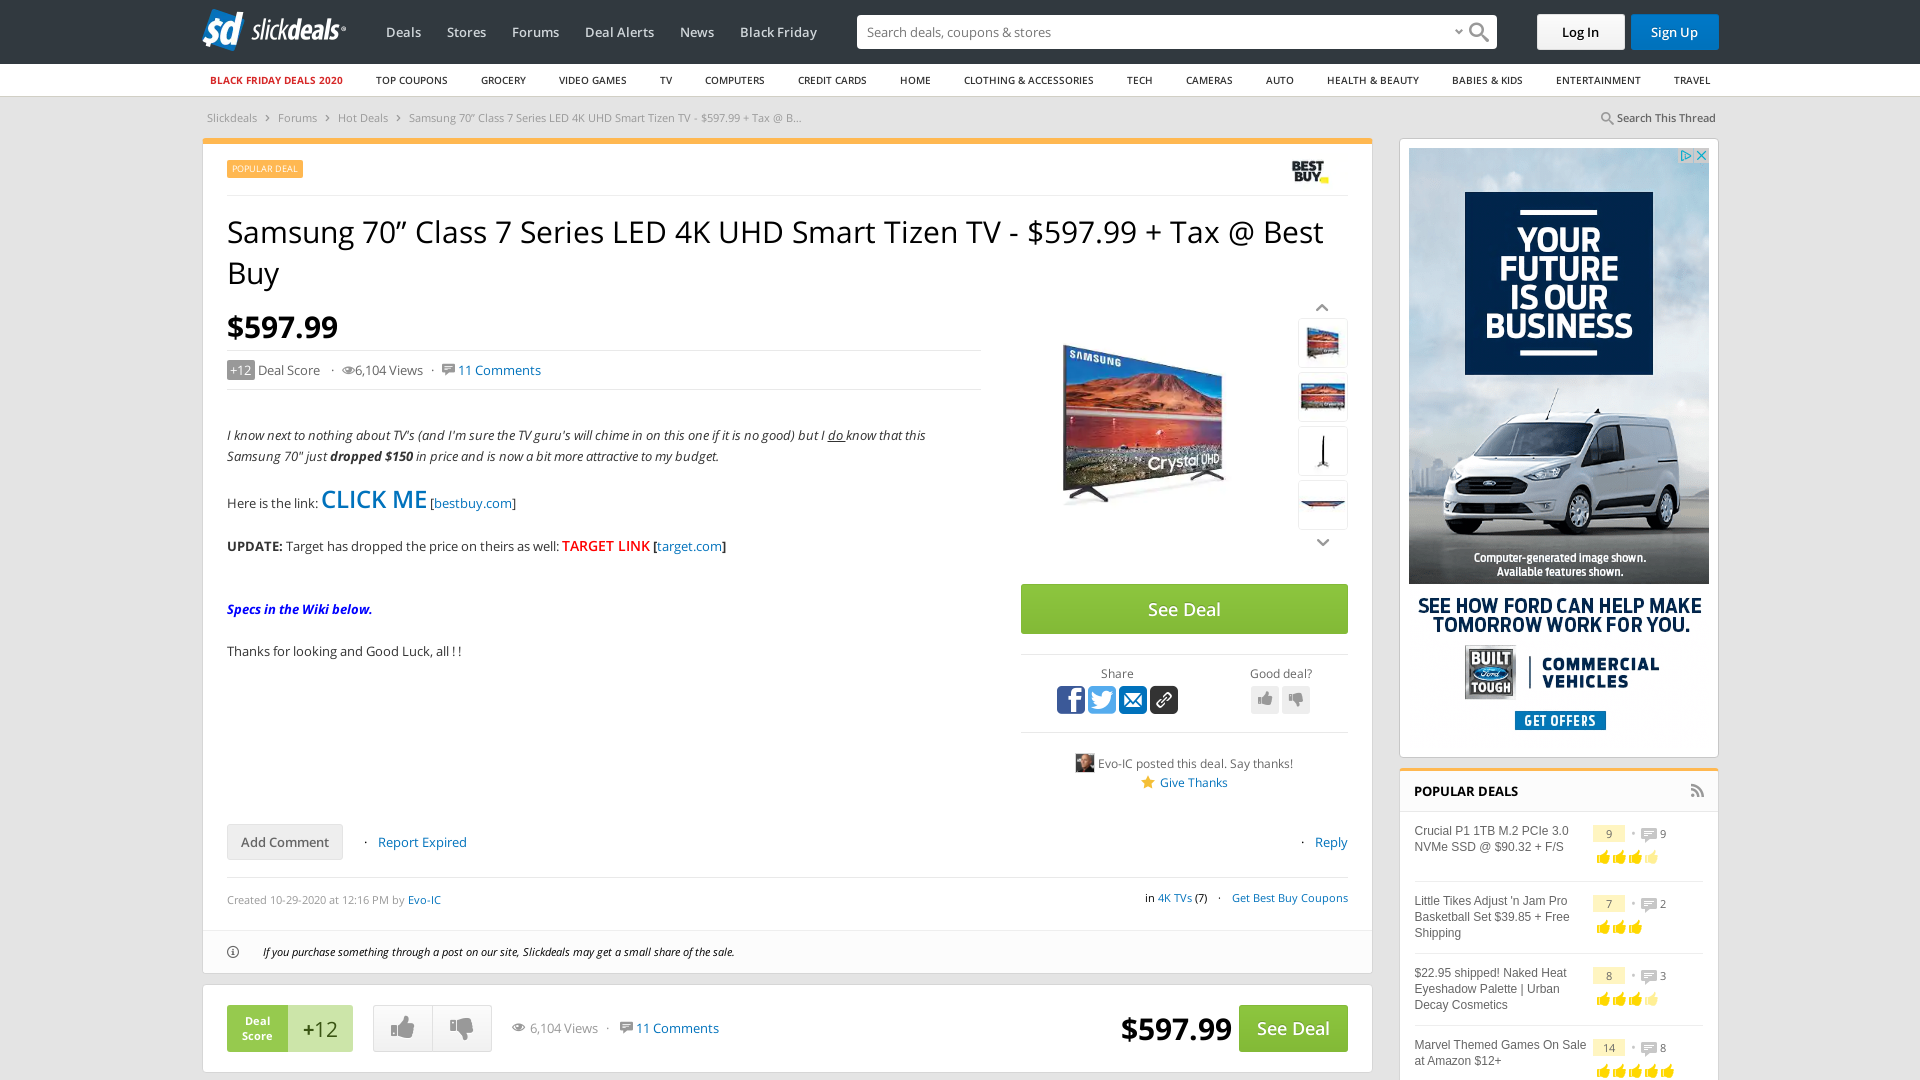 sd slickdeals®
Deals
Stores
Forums
Deal Alerts
News
Black Friday
Search deals, coupons & stores
Log In
Sign Up
BLACK FRIDAY DEALS 2020
TOP COUPONS
GROCERY
VIDEO GAMES
TV
COMPUTERS
CREDIT CARDS
HOME
CLOTHING & ACCESSORIES
TECH
CAMERAS
AUTO
HEALTH & BEAUTY
BABIES & KIDS
ENTERTAINMENT
TRAVEL
Slickdeals › Forums › Hot Deals › Samsung 70” Class 7 Series LED 4K UHD Smart Tizen TV - $597.99 + Tax @ B...
Search This Thread
POPULAR DEAL
BEST
BUY
Samsung 70” Class 7 Series LED 4K UHD Smart Tizen TV - $597.99 + Tax @ Best
Buy
$597.99
+12 Deal Score · 6,104 Views · 11 Comments
I know next to nothing about TV's (and I'm sure the TV guru's will chime in on this one if it is no good) but I do know that this
Samsung 70" just dropped $150 in price and is now a bit more attractive to my budget.
Here is the link: CLICK ME [bestbuy.com]
UPDATE: Target has dropped the price on theirs as well: TARGET LINK [target.com]
Specs in the Wiki below.
Thanks for looking and Good Luck, all ! !
SAMSUNG
Crystal UHD
See Deal
Share
Good deal?
Evo-IC posted this deal. Say thanks!
Give Thanks
Add Comment
· Report Expired
· Reply
Created 10-29-2020 at 12:16 PM by Evo-IC
in 4K TVs (7) · Get Best Buy Coupons
If you purchase something through a post on our site, Slickdeals may get a small share of the sale.
Deal
Score
+12
6,104 Views · 11 Comments
$597.99
See Deal
YOUR
FUTURE
IS OUR
BUSINESS
Computer-generated image shown.
Available features shown.
SEE HOW FORD CAN HELP MAKE
TOMORROW WORK FOR YOU.
BUILT
Ford
TOUGH
COMMERCIAL
VEHICLES
GET OFFERS
POPULAR DEALS
Crucial P1 1TB M.2 PCIe 3.0
NVMe SSD @ $90.32 + F/S
9 • 9
Little Tikes Adjust 'n Jam Pro
Basketball Set $39.85 + Free
Shipping
7 • 2
$22.95 shipped! Naked Heat
Eyeshadow Palette | Urban
Decay Cosmetics
8 • 3
Marvel Themed Games On Sale
at Amazon $12+
14 • 8